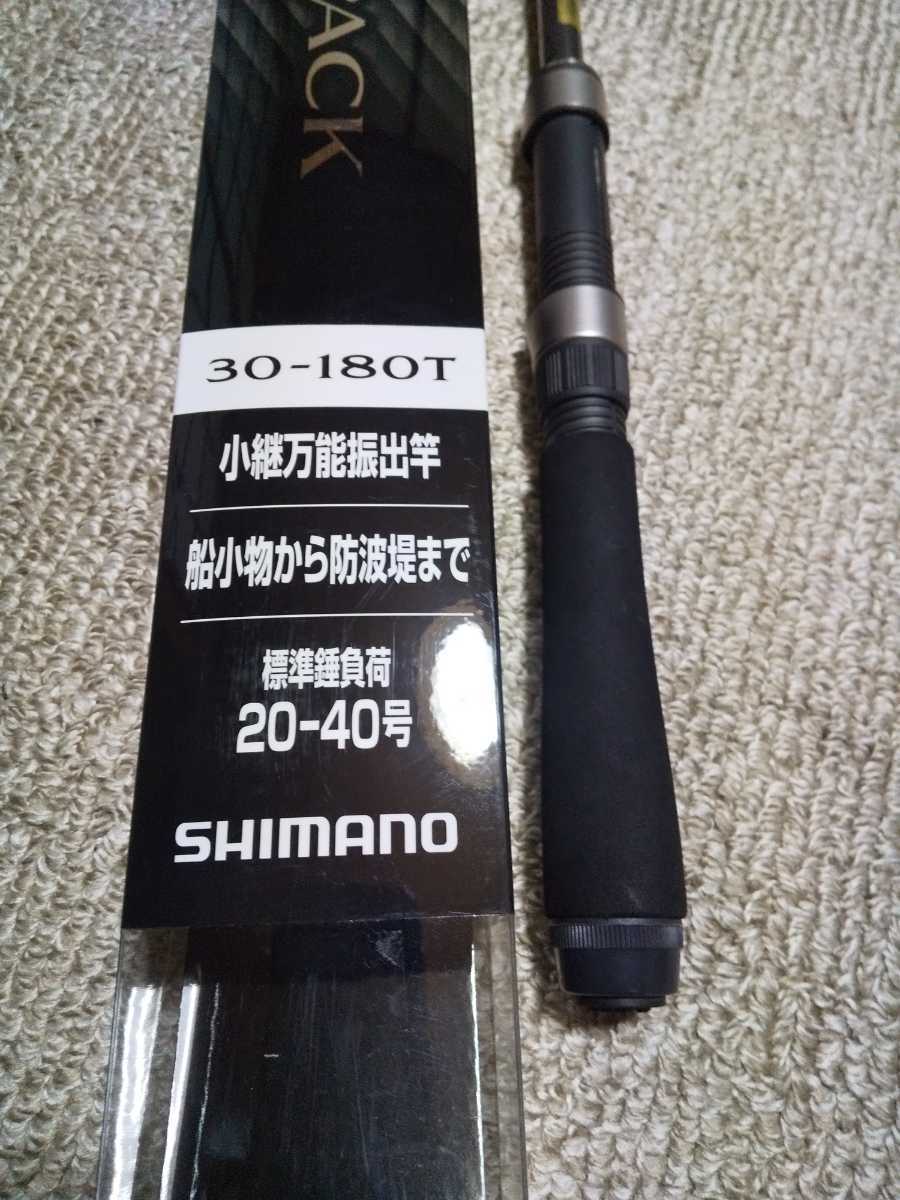 30-180T
小継万能振出竿
船小物から防波堤まで
標準錘負荷
20-40号
SHIMANO